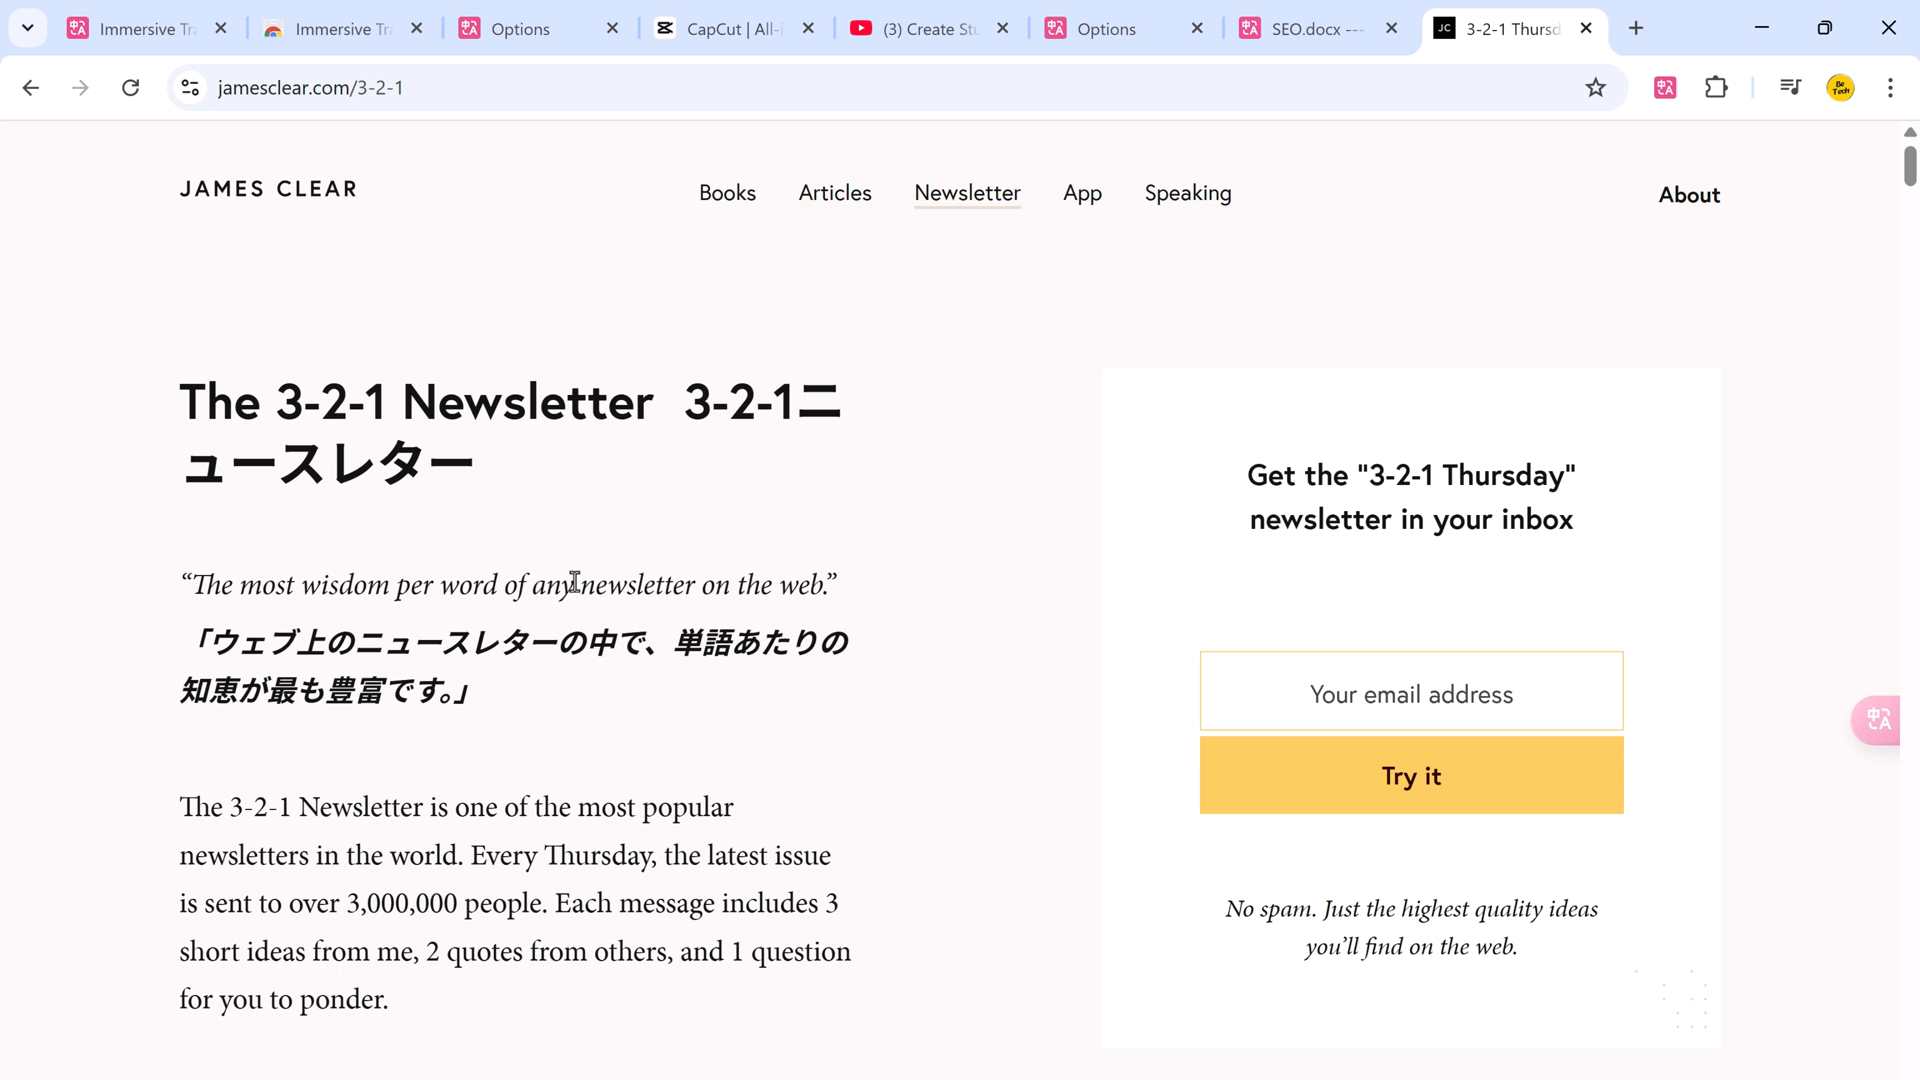 Immersive Tra
Immersive Tra
Options
CapCut | All-i
(3) Create Stu
Options
SEO.docx ---
JC
3-2-1 Thursd
jamesclear.com/3-2-1
Be
Tech
JAMES CLEAR
Books
Articles
Newsletter
App
Speaking
About
The 3-2-1 Newsletter 3-2-1ニ
ュースレター
“The most wisdom per word of any newsletter on the web.”
「ウェブ上のニュースレターの中で、単語あたりの
知恵が最も豊富です。」
The 3-2-1 Newsletter is one of the most popular
newsletters in the world. Every Thursday, the latest issue
is sent to over 3,000,000 people. Each message includes 3
short ideas from me, 2 quotes from others, and 1 question
for you to ponder.
Get the "3-2-1 Thursday"
newsletter in your inbox
Your email address
Try it
No spam. Just the highest quality ideas
you’ll find on the web.
中A